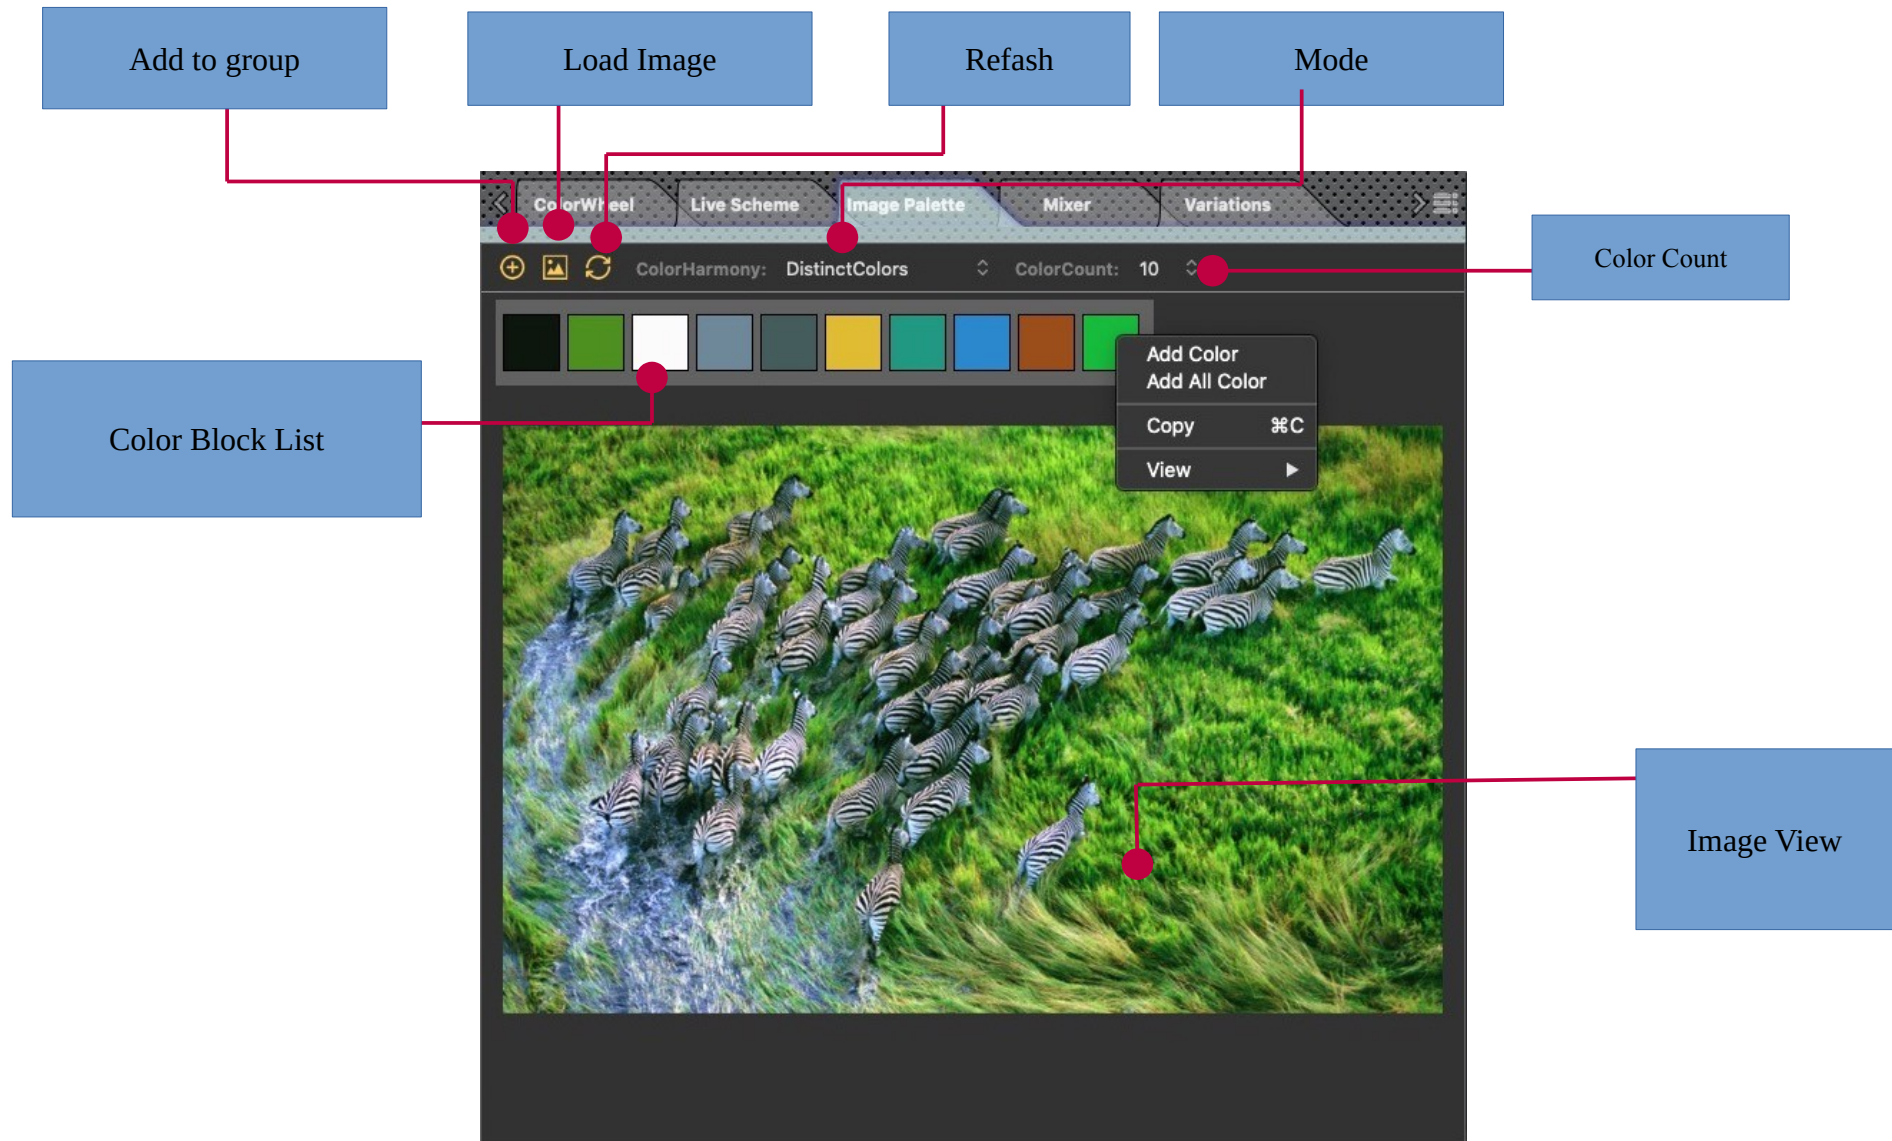 Add to group
Load Image
Refash
Mode
ColorWheel
Live Scheme
Image Palette
Mixer
Variations
Color Count
ColorHarmony: DistinctColors ColorCount: 10
Add Color
Add All Color
Copy ⌘C
View
Color Block List
Image View